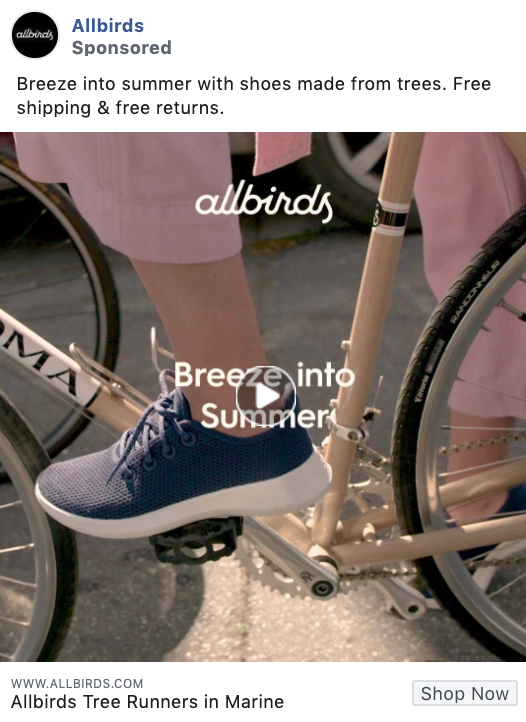 allbirds
Allbirds
Sponsored
Breeze into summer with shoes made from trees. Free
shipping & free returns.
allbirds
RANDONNEUR
OMA
Breeze into
Summer
WWW.ALLBIRDS.COM
Allbirds Tree Runners in Marine
Shop Now